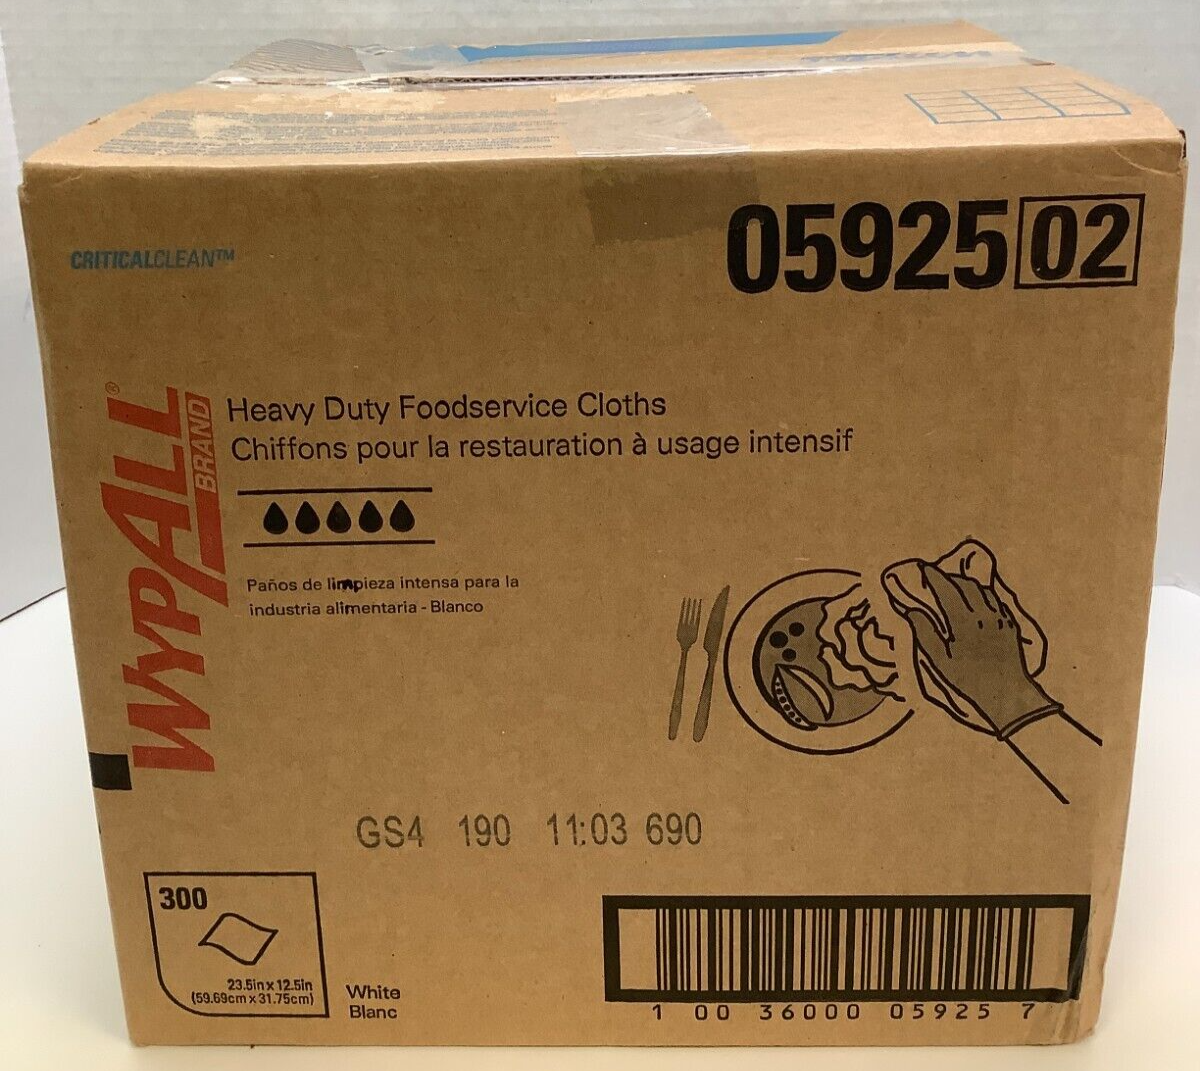 05925 02
CRITICALCLEAN™
WYPALL®
BRAND
Heavy Duty Foodservice Cloths
Chiffons pour la restauration à usage intensif
Paños de limpieza intensa para la
industria alimentaria - Blanco
GS4 190 11:03 690
300
23.5in x 12.5in
(59.69cm x 31.75cm)
White
Blanc
1 00 36000 05925 7